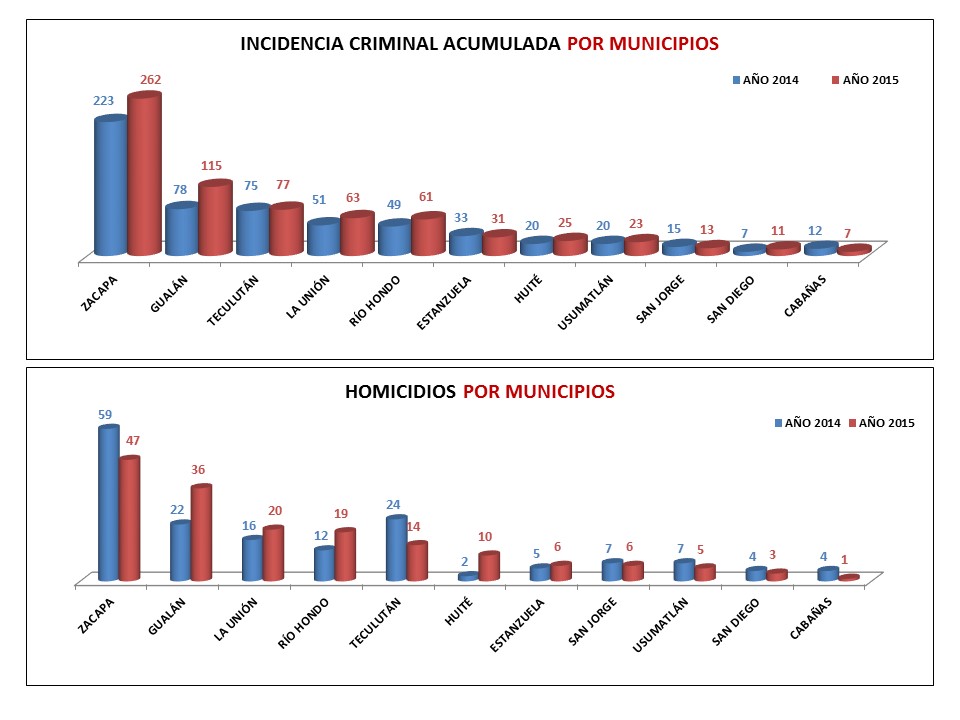 INCIDENCIA CRIMINAL ACUMULADA POR MUNICIPIOS
AÑO 2014 AÑO 2015
223 262 78 115 75 77 51 63 49 61 33 31 20 25 20 23 15 13 7 11 12 7
ZACAPA GUALÁN TECULUTÁN LA UNIÓN RÍO HONDO ESTANZUELA HUITÉ USUMATLÁN SAN JORGE SAN DIEGO CABAÑAS
HOMICIDIOS POR MUNICIPIOS
AÑO 2014 AÑO 2015
59 47 22 36 16 20 12 19 24 14 2 10 5 6 7 6 7 5 4 3 4 1
ZACAPA GUALÁN LA UNIÓN RÍO HONDO TECULUTÁN HUITÉ ESTANZUELA SAN JORGE USUMATLÁN SAN DIEGO CABAÑAS